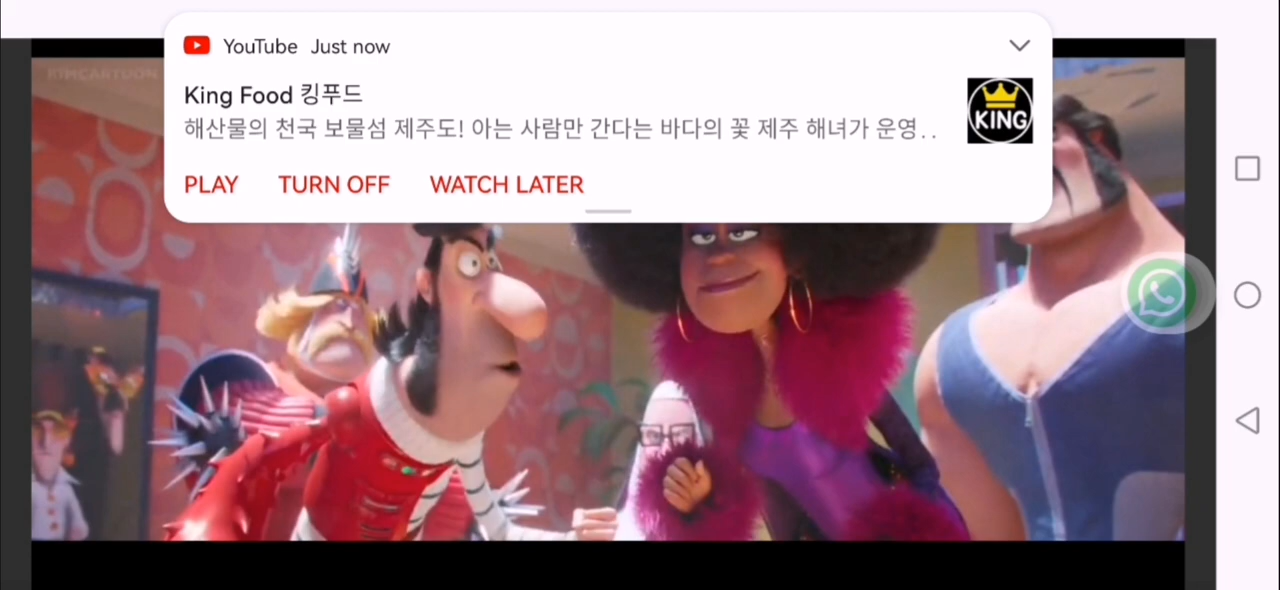 YouTube Just now
King Food 킹푸드
해산물의 천국 보물섬 제주도! 아는 사람만 간다는 바다의 꽃 제주 해녀가 운영..
KING
PLAY TURN OFF WATCH LATER